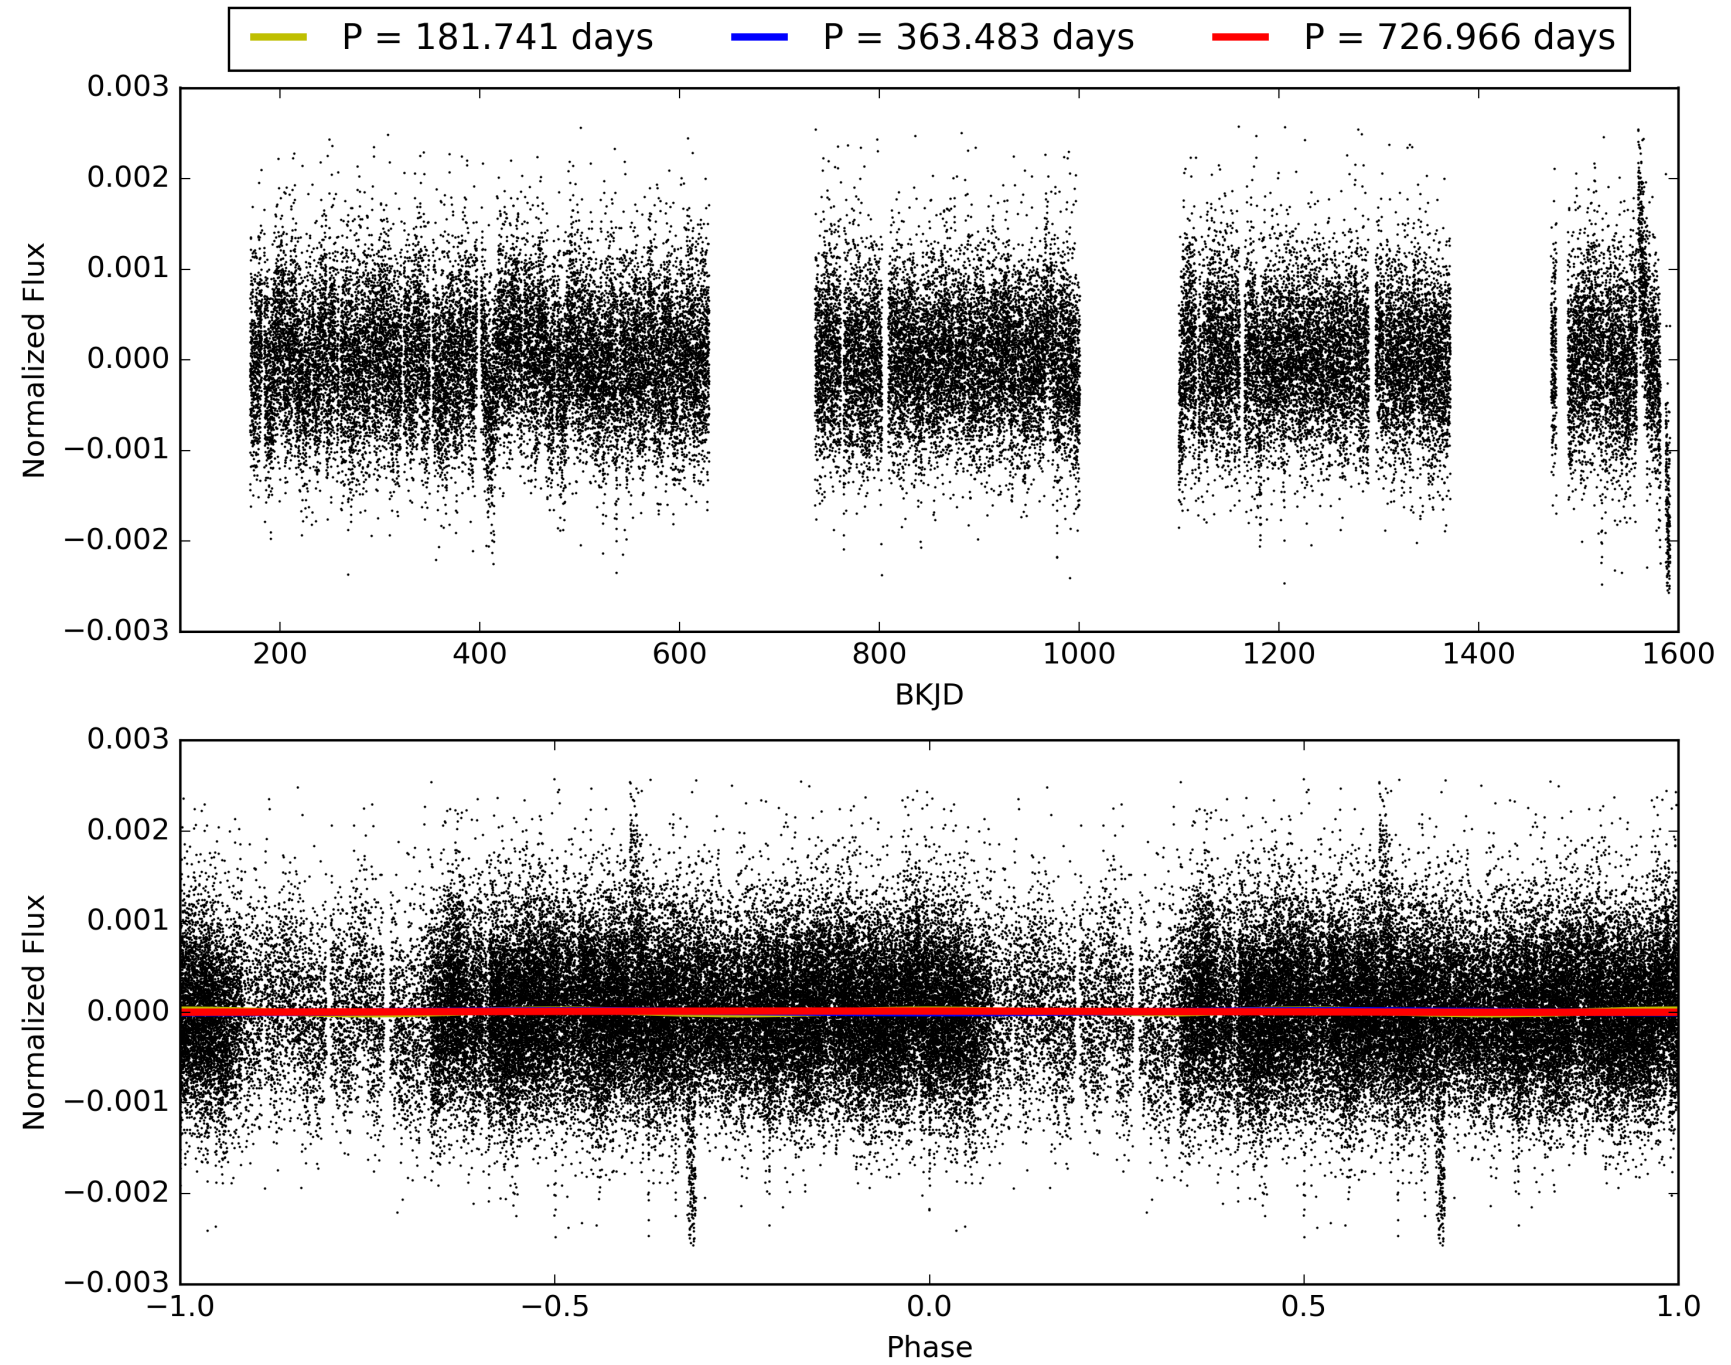 P = 181.741 days P = 363.483 days P = 726.966 days
0.003
0.002
0.001
0.000
−0.001
−0.002
−0.003
Normalized Flux
200 400 600 800 1000 1200 1400 1600
BKJD
0.003
0.002
0.001
0.000
−0.001
−0.002
−0.003
Normalized Flux
−1.0 −0.5 0.0 0.5 1.0
Phase